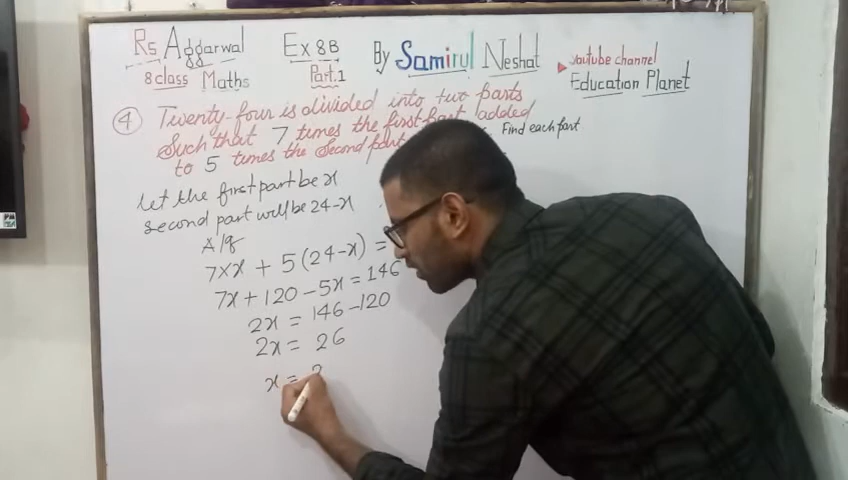 Rs Aggarwal Ex 8B By Samirul Neshat
8 class Maths Part.1
Youtube channel
Education Planet
4 Twenty-four is divided into two parts
Such that 7 times the first part added
to 5 times the second part Find each part
let the first part be x
second part will be 24-x
A/q
7×x + 5(24-x) =
7x + 120 - 5x = 146
2x = 146-120
2x = 26
x = 2